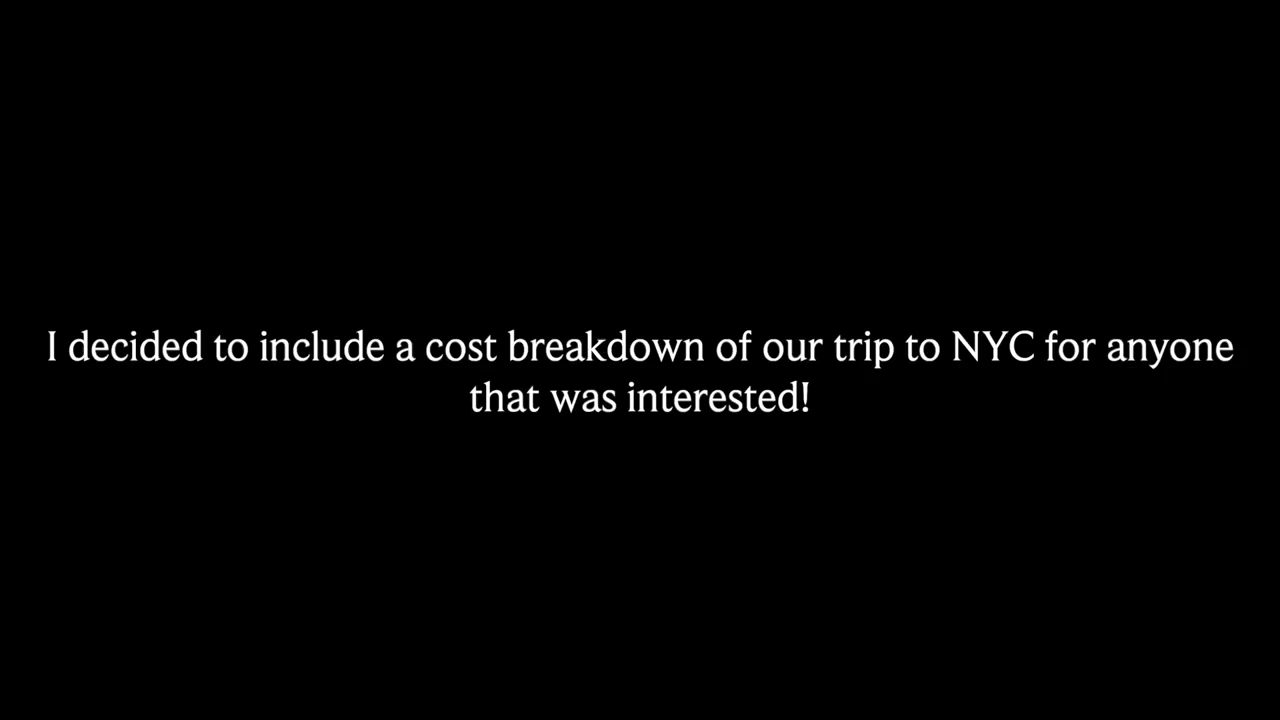 I decided to include a cost breakdown of our trip to NYC for anyone
that was interested!